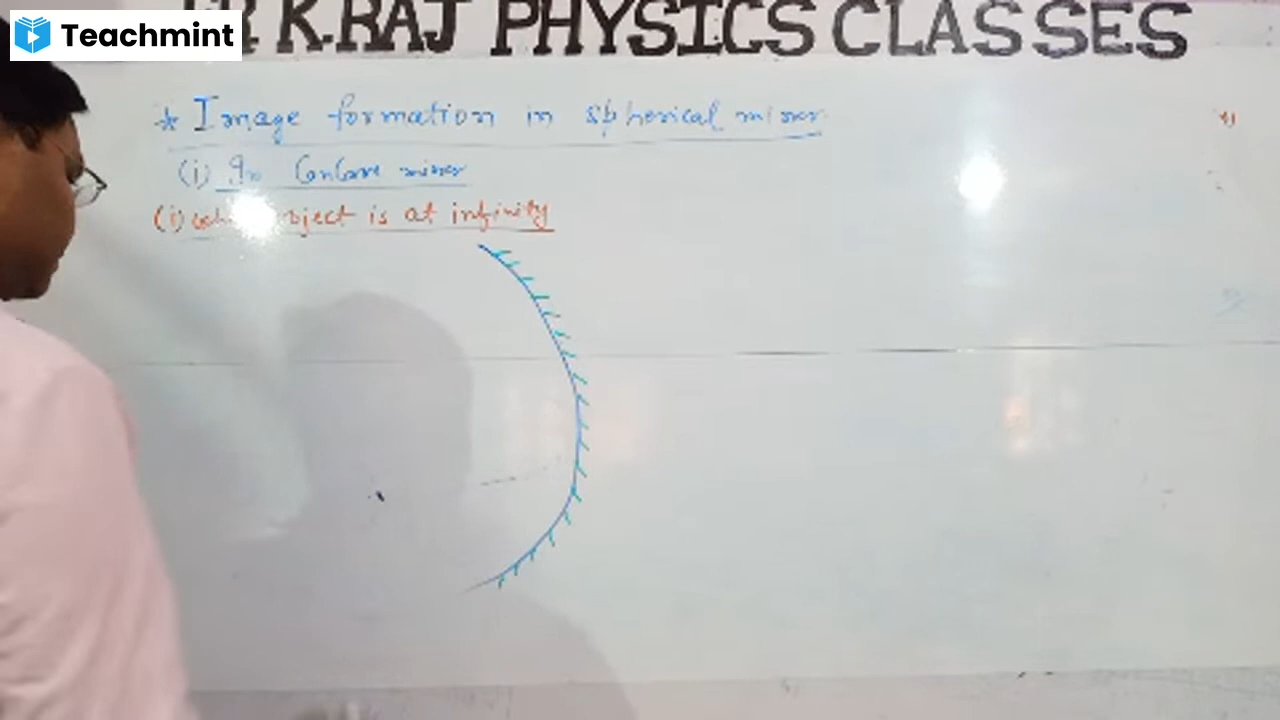 Teachmint
K.RAJ PHYSICS CLASSES
* Image formation in spherical mirror
(i) In Concave mirror
(i) object is at infinity